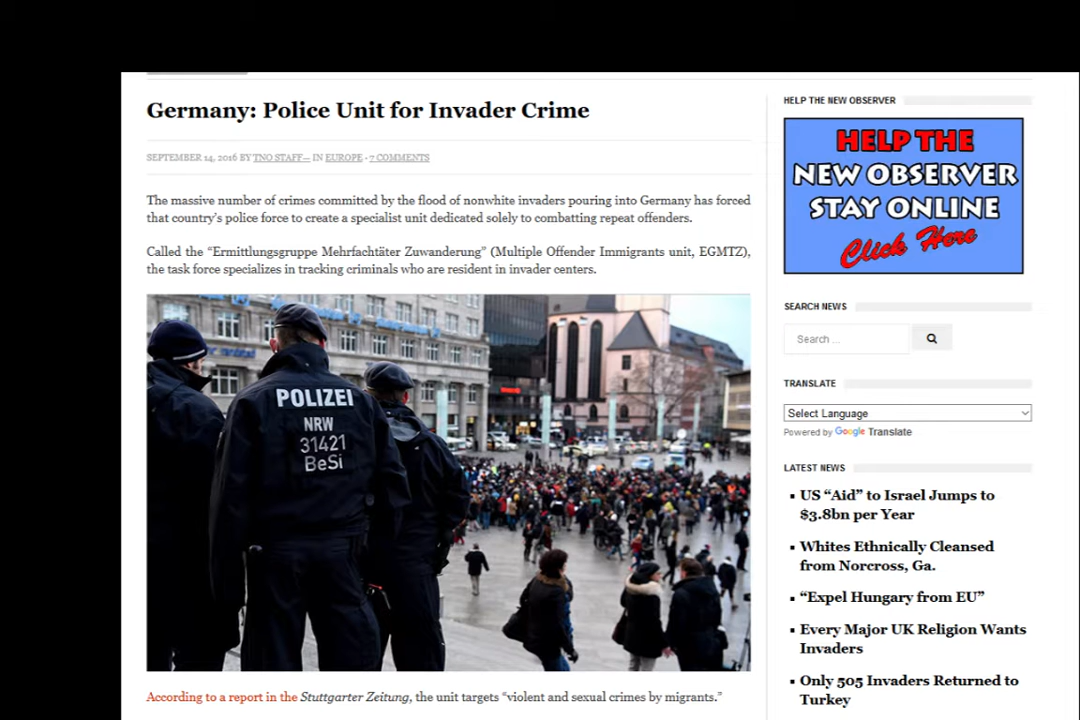 Germany: Police Unit for Invader Crime
SEPTEMBER 14, 2016 BY TNO STAFF— IN EUROPE · 7 COMMENTS
The massive number of crimes committed by the flood of nonwhite invaders pouring into Germany has forced
that country's police force to create a specialist unit dedicated solely to combatting repeat offenders.
Called the "Ermittlungsgruppe Mehrfachtäter Zuwanderung" (Multiple Offender Immigrants unit, EGMTZ),
the task force specializes in tracking criminals who are resident in invader centers.
POLIZEI
NRW
31421
BeSi
According to a report in the Stuttgarter Zeitung, the unit targets "violent and sexual crimes by migrants."
HELP THE NEW OBSERVER
HELP THE
NEW OBSERVER
STAY ONLINE
Click Here
SEARCH NEWS
Search ...
TRANSLATE
Select Language
Powered by Google Translate
LATEST NEWS
US "Aid" to Israel Jumps to
$3.8bn per Year
Whites Ethnically Cleansed
from Norcross, Ga.
"Expel Hungary from EU"
Every Major UK Religion Wants
Invaders
Only 505 Invaders Returned to
Turkey